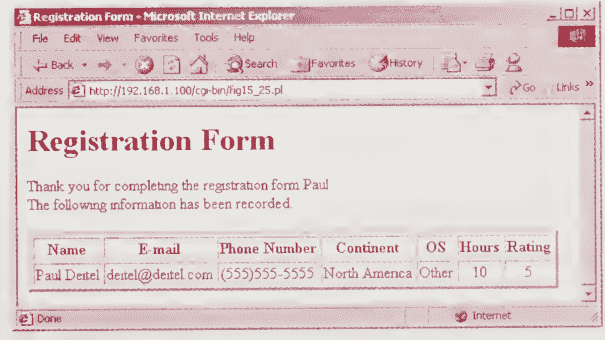 Registration Form - Microsoft Internet Explorer
File Edit View Favorites Tools Help
Back Search Favorites History
Address http://192.168.1.100/cgi-bin/fig15_25.pl Go Links »
Registration Form
Thank you for completing the registration form Paul
The following information has been recorded.
Name E-mail Phone Number Continent OS Hours Rating
Paul Deitel deitel@deitel.com (555)555-5555 North America Other 10 5
Done Internet